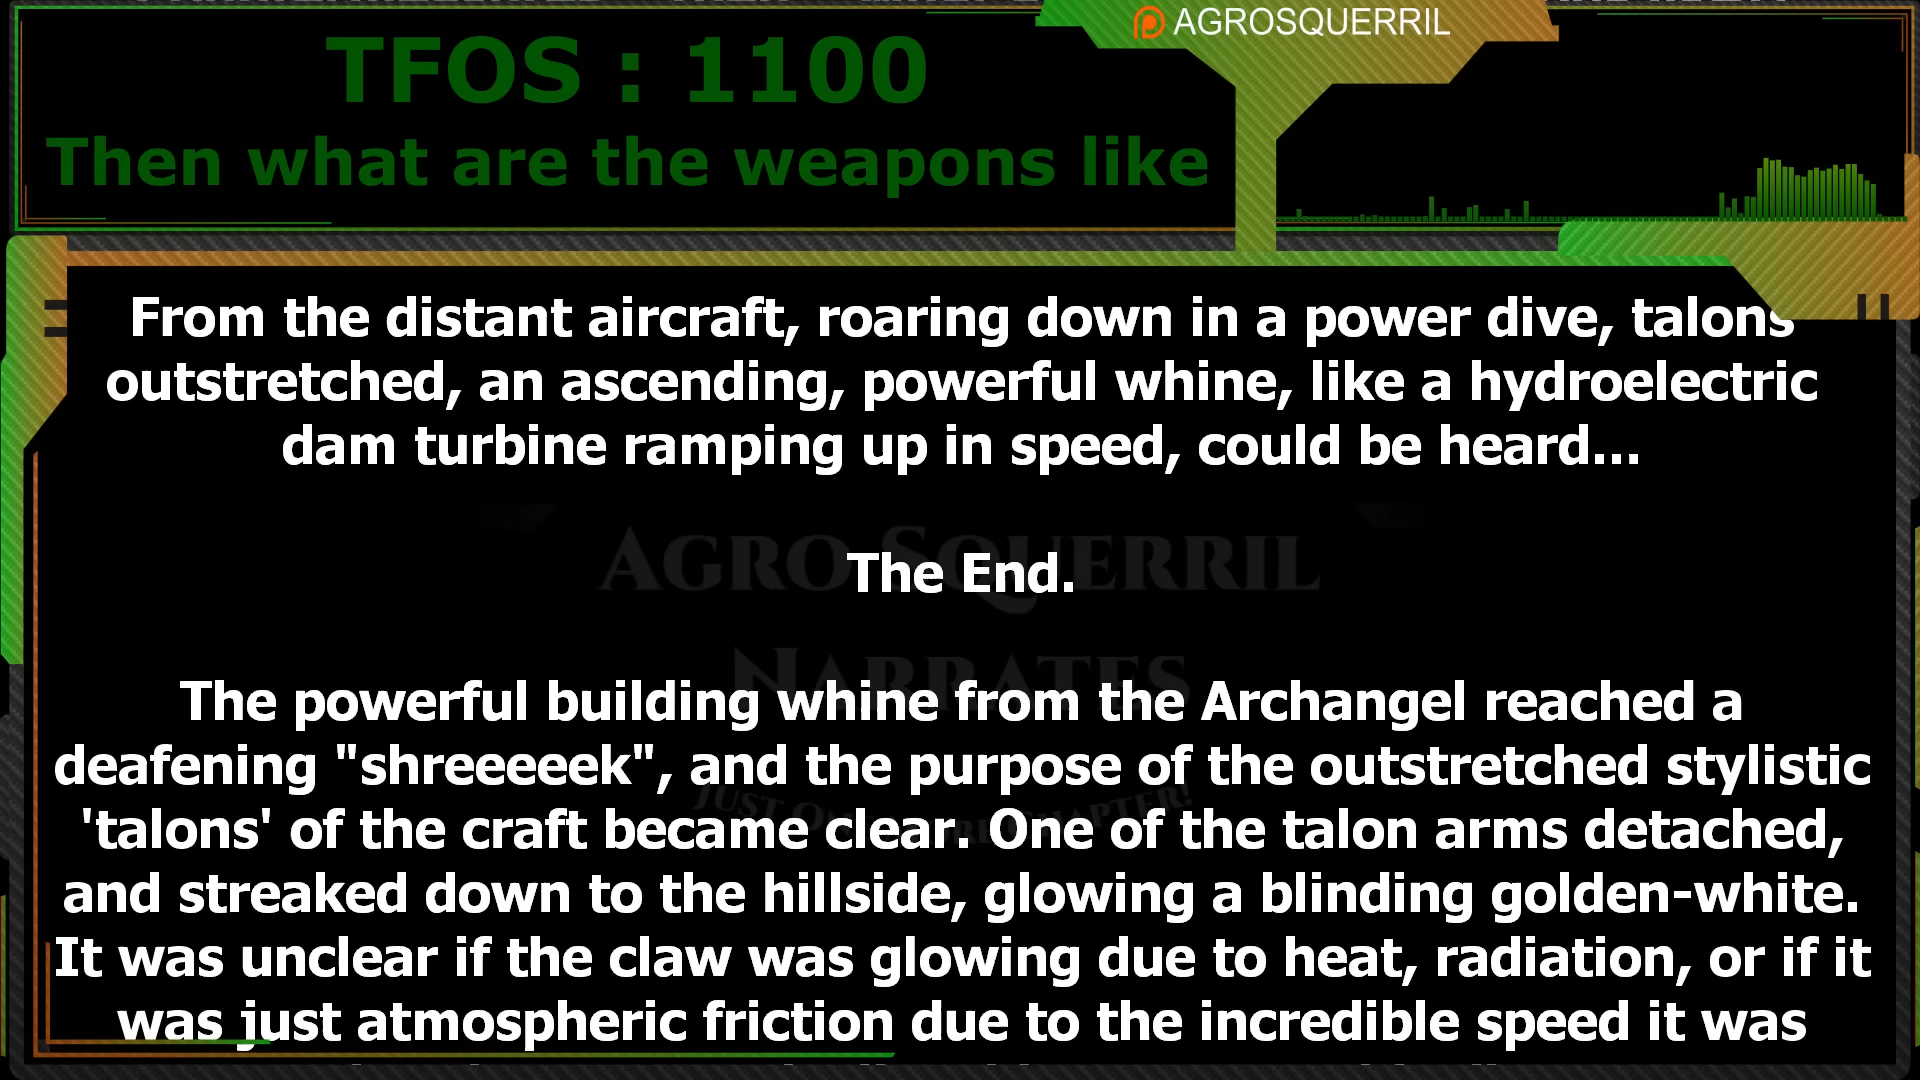 AGROSQUERRIL
TFOS : 1100
Then what are the weapons like
From the distant aircraft, roaring down in a power dive, talons
outstretched, an ascending, powerful whine, like a hydroelectric
dam turbine ramping up in speed, could be heard...
AGRO SQUERRIL
The End.
NARRATES
The powerful building whine from the Archangel reached a
deafening "shreeeeek", and the purpose of the outstretched stylistic
'talons' of the craft became clear. One of the talon arms detached,
and streaked down to the hillside, glowing a blinding golden-white.
It was unclear if the claw was glowing due to heat, radiation, or if it
was just atmospheric friction due to the incredible speed it was